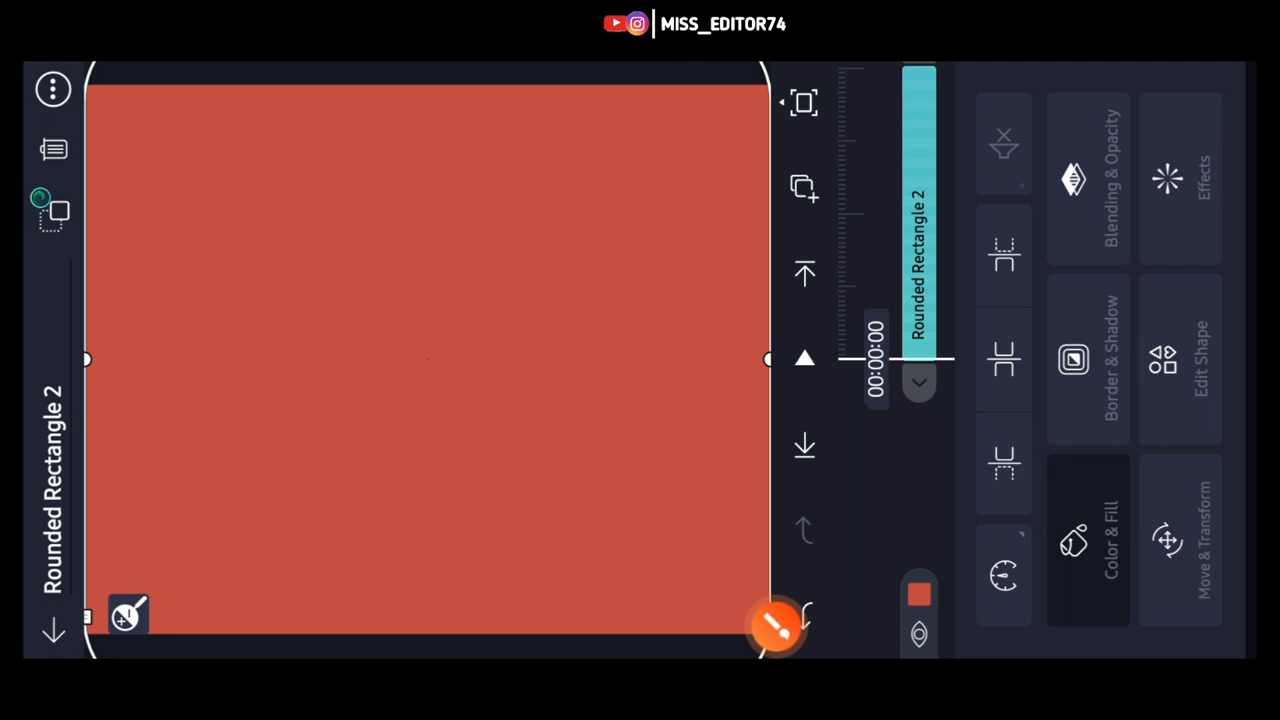 MISS_EDITOR74
Rounded Rectangle 2
00:00:00
Rounded Rectangle 2
Color & Fill
Border & Shadow
Blending & Opacity
Move & Transform
Edit Shape
Effects